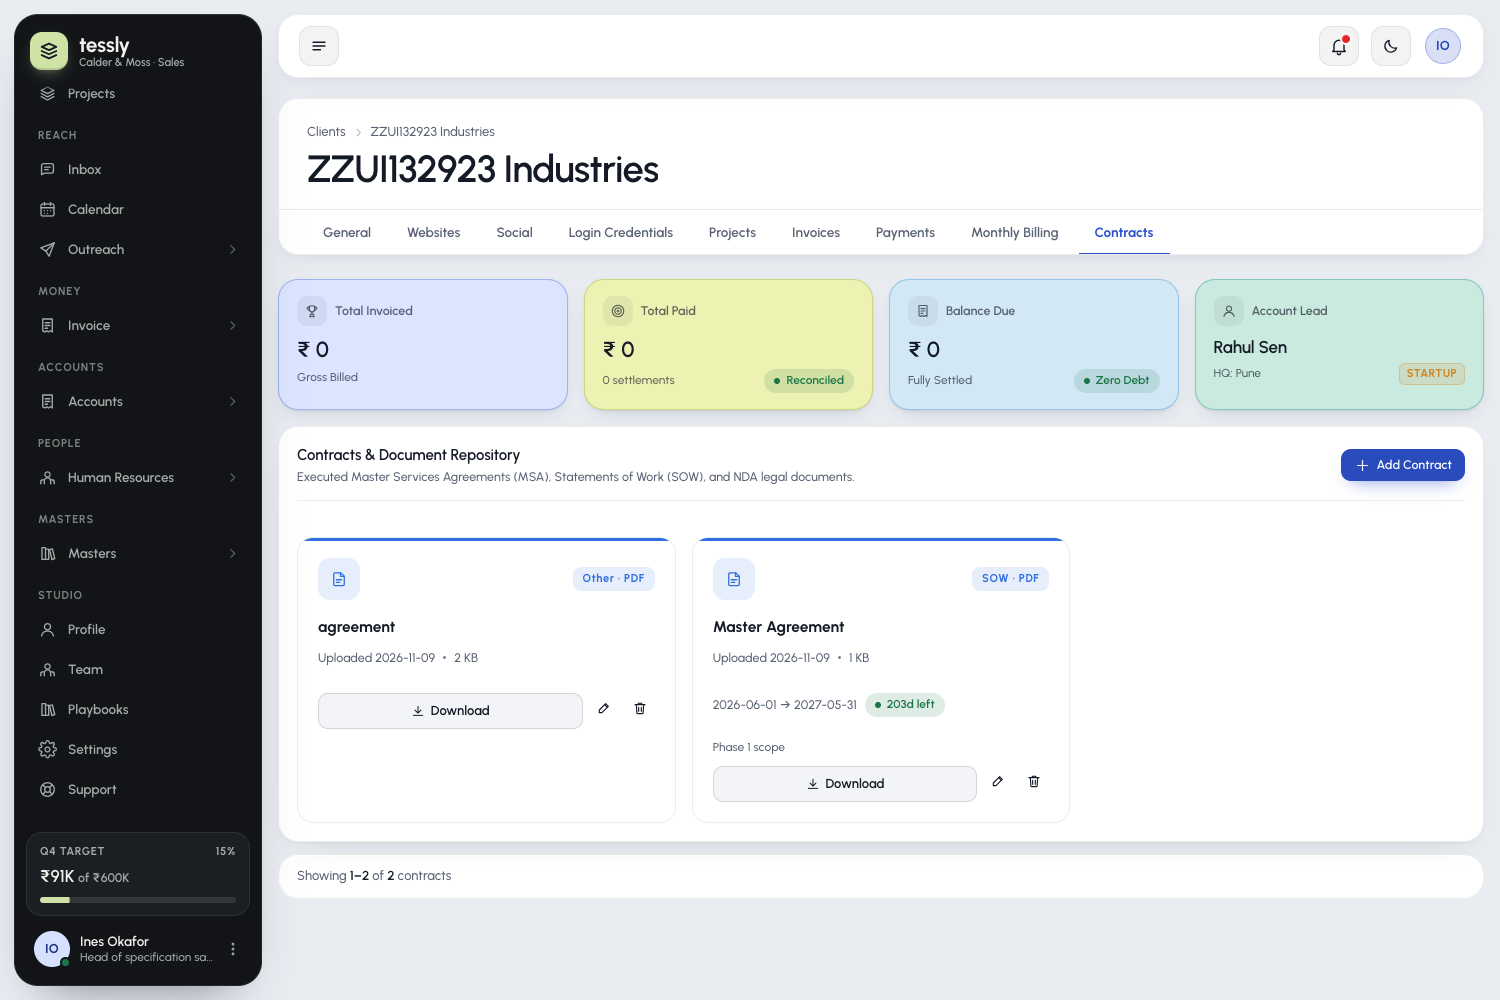 tessly
Calder & Moss · Sales
Projects
REACH
Inbox
Calendar
Outreach
MONEY
Invoice
ACCOUNTS
Accounts
PEOPLE
Human Resources
MASTERS
Masters
STUDIO
Profile
Team
Playbooks
Settings
Support
Q4 TARGET 15%
₹91K of ₹600K
IO
Ines Okafor
Head of specification sa...
IO
Clients > ZZUI132923 Industries
ZZUI132923 Industries
General Websites Social Login Credentials Projects Invoices Payments Monthly Billing Contracts
Total Invoiced
₹ 0
Gross Billed
Total Paid
₹ 0
0 settlements
Reconciled
Balance Due
₹ 0
Fully Settled
Zero Debt
Account Lead
Rahul Sen
HQ: Pune
STARTUP
Contracts & Document Repository
Executed Master Services Agreements (MSA), Statements of Work (SOW), and NDA legal documents.
Add Contract
Other · PDF
agreement
Uploaded 2026-11-09 • 2 KB
Download
SOW · PDF
Master Agreement
Uploaded 2026-11-09 • 1 KB
2026-06-01 → 2027-05-31 203d left
Phase 1 scope
Download
Showing 1–2 of 2 contracts